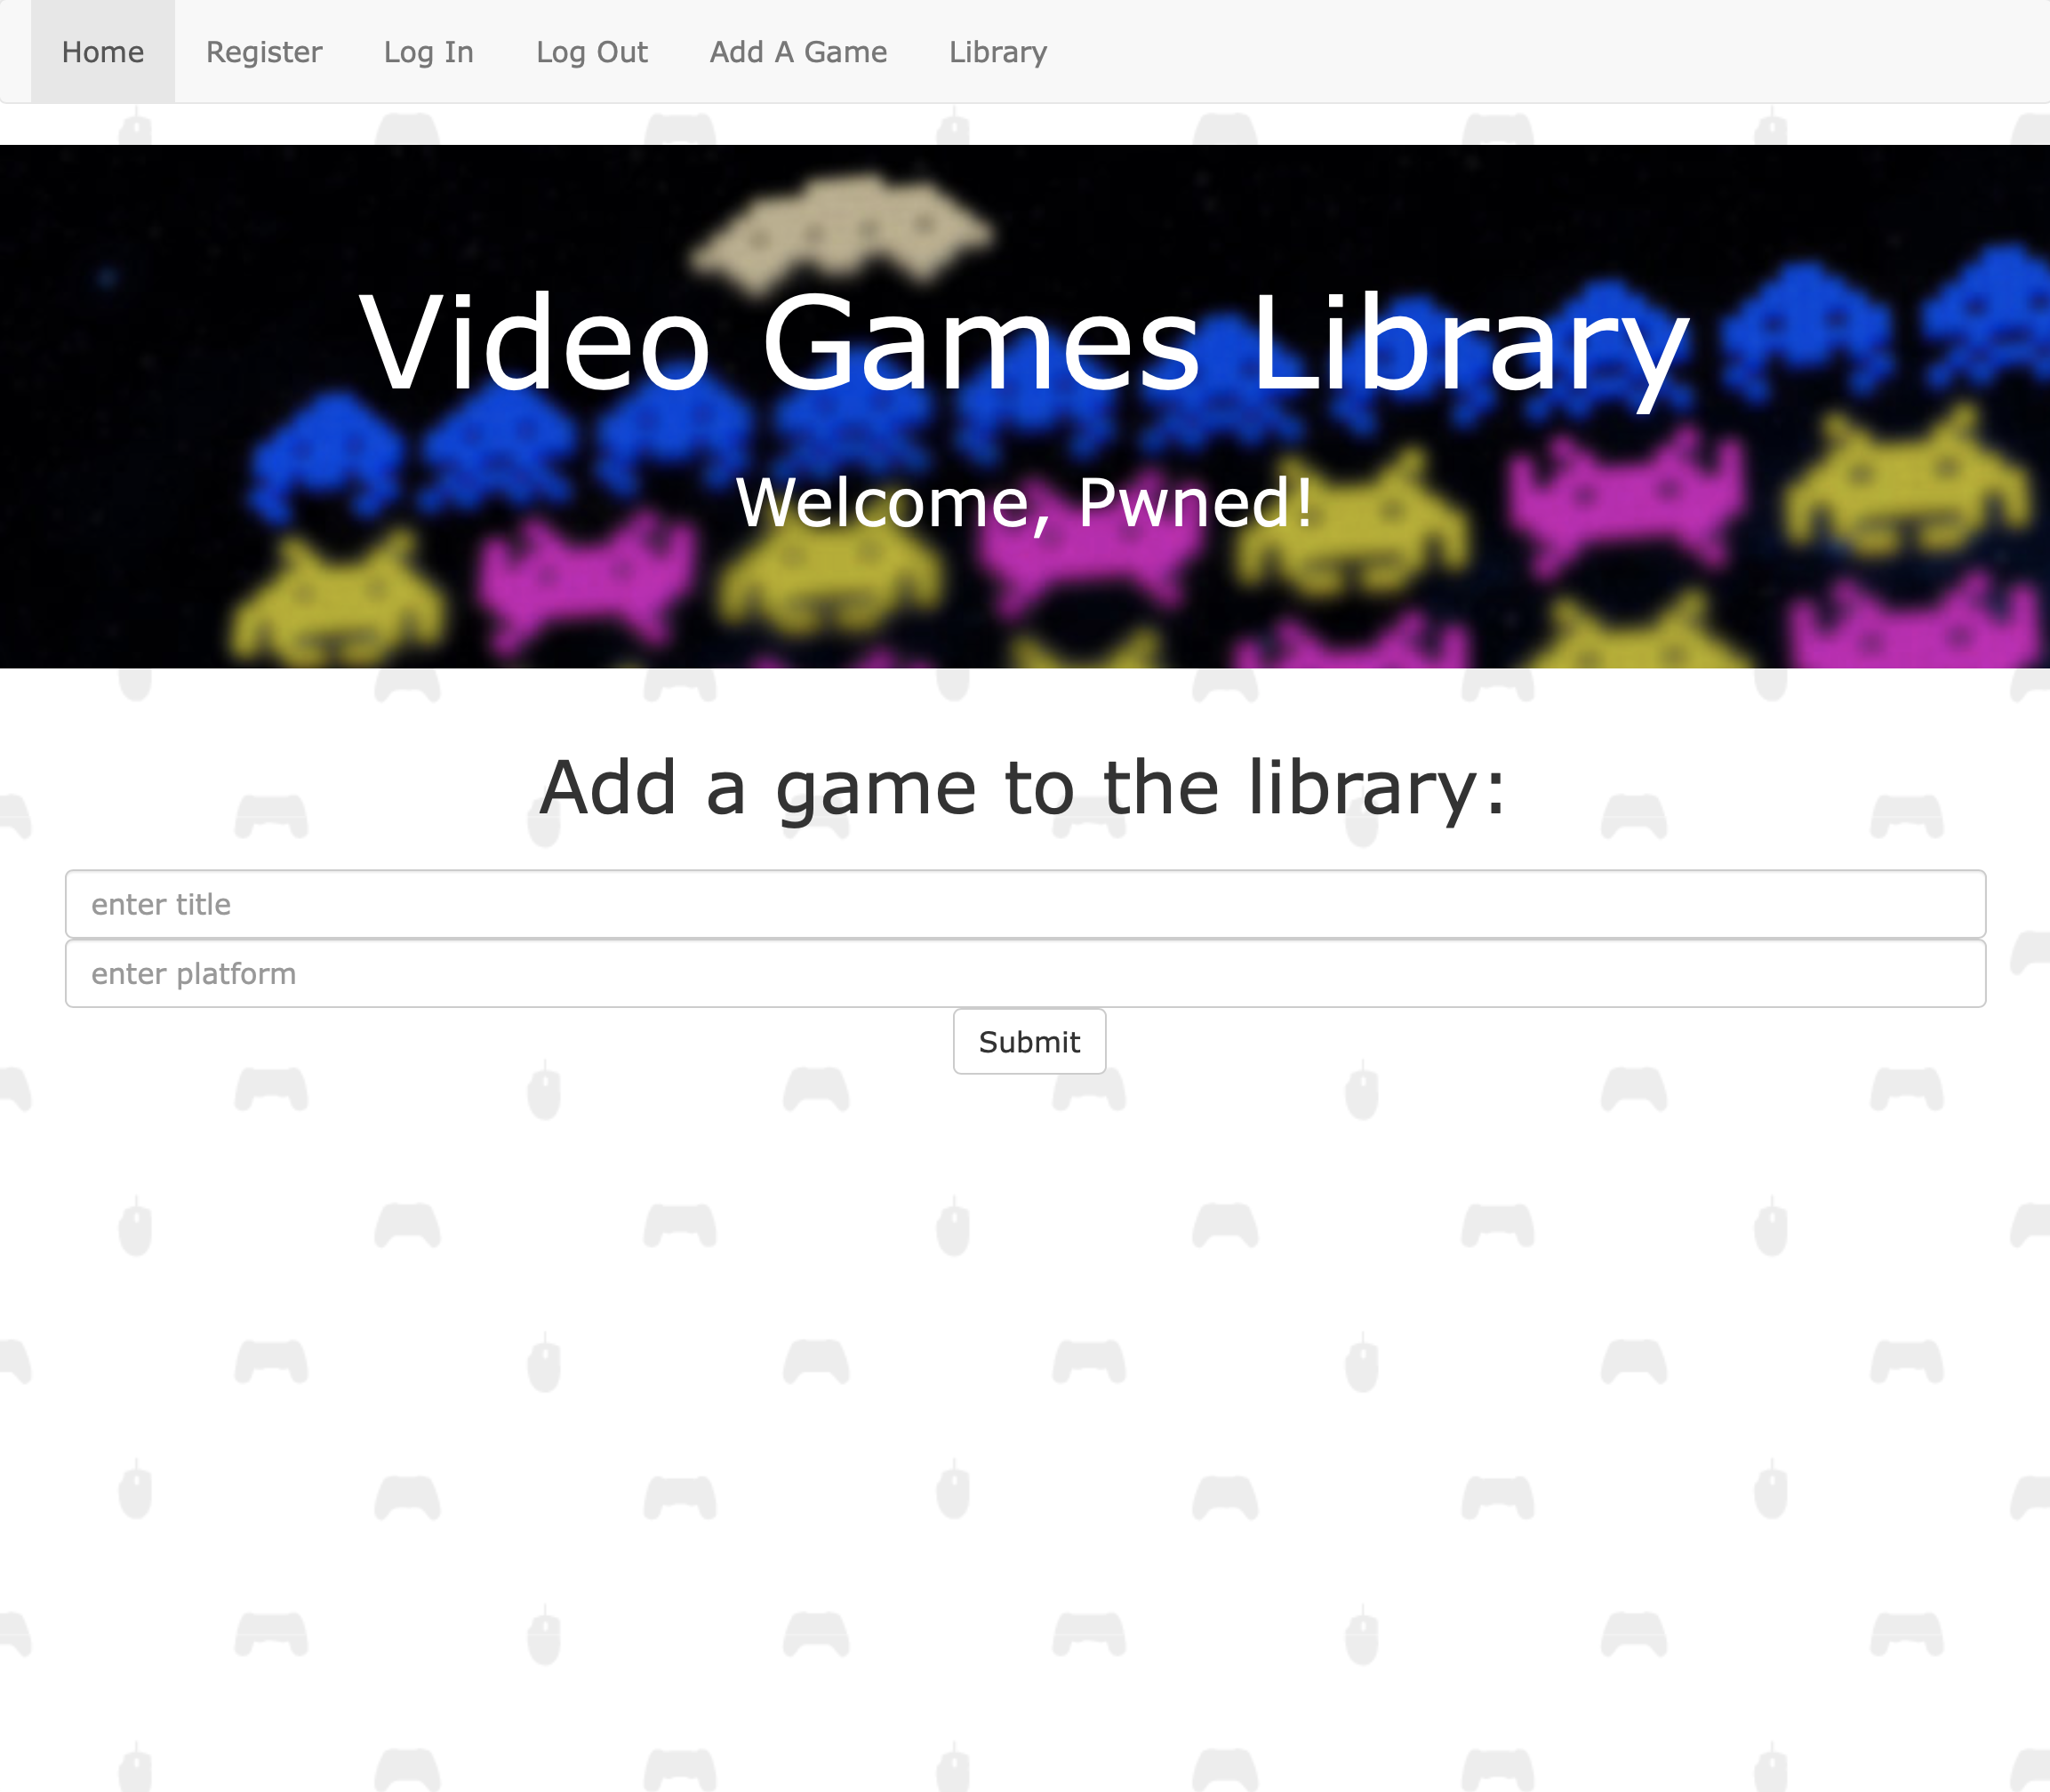 Home Register Log In Log Out Add A Game Library
Video Games Library
Welcome, Pwned!
Add a game to the library:
enter title
enter platform
Submit